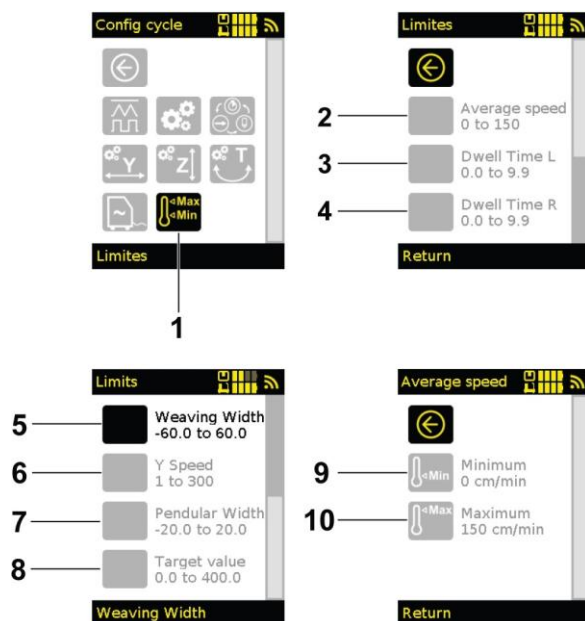 Config cycle
Y
Z
T
~
◄Max
◄Min
Limites
1
Limites
2
Average speed
0 to 150
3
Dwell Time L
0.0 to 9.9
4
Dwell Time R
0.0 to 9.9
Return
Limits
5
Weaving Width
-60.0 to 60.0
6
Y Speed
1 to 300
7
Pendular Width
-20.0 to 20.0
8
Target value
0.0 to 400.0
Weaving Width
Average speed
9
◄Min
Minimum
0 cm/min
10
◄Max
Maximum
150 cm/min
Return